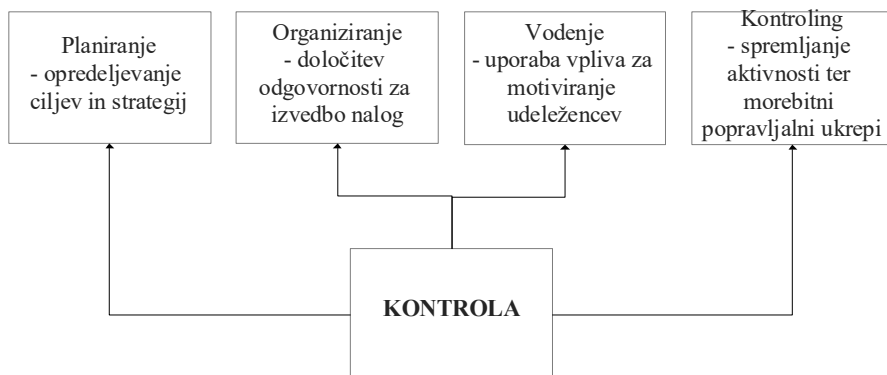 Planiranje
- opredeljevanje
ciljev in strategij
Organiziranje
- določitev
odgovornosti za
izvedbo nalog
Vodenje
- uporaba vpliva za
motiviranje
udeležencev
Kontroling
- spremljanje
aktivnosti ter
morebitni
popravljalni ukrepi
KONTROLA